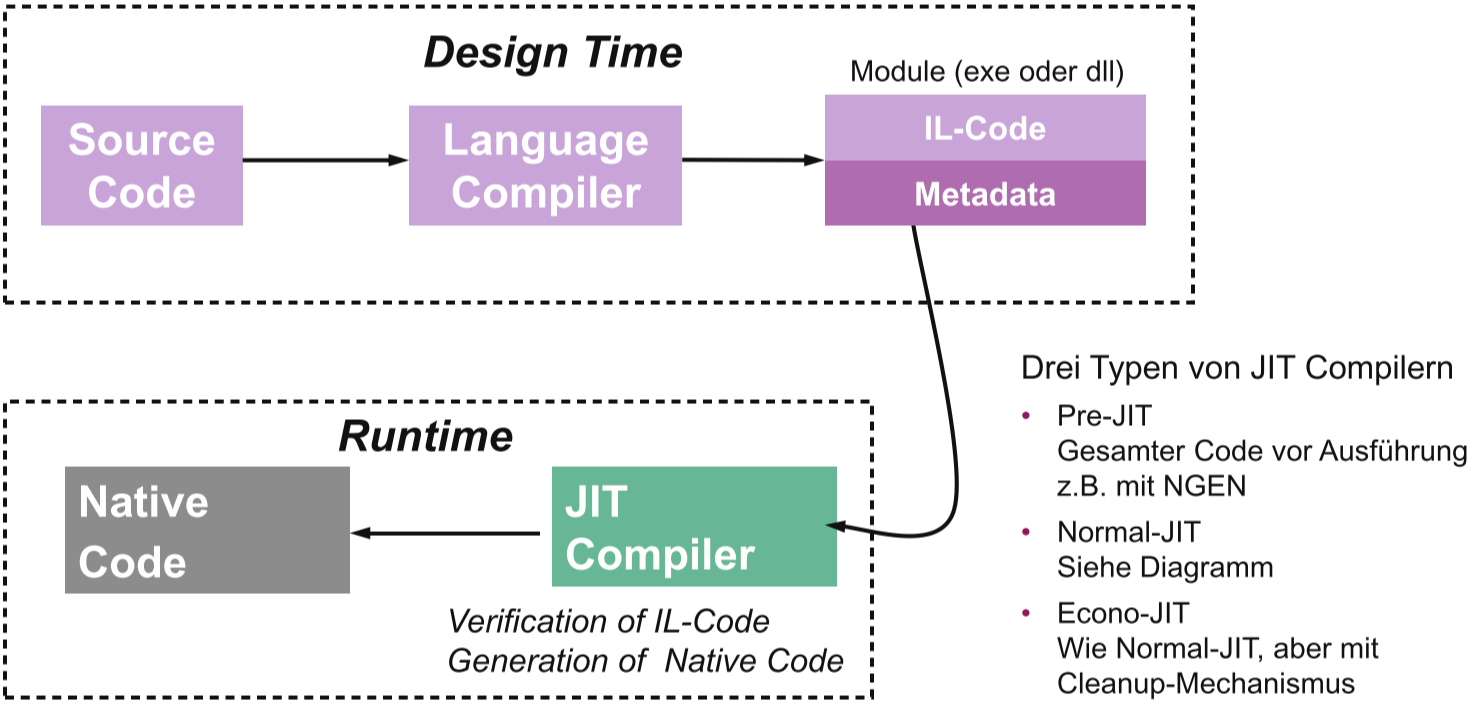 Design Time
Module (exe oder dll)
Source
Code
Language
Compiler
IL-Code
Metadata
Runtime
Native
Code
JIT
Compiler
Verification of IL-Code
Generation of Native Code
Drei Typen von JIT Compilern
• Pre-JIT
Gesamter Code vor Ausführung
z.B. mit NGEN
• Normal-JIT
Siehe Diagramm
• Econo-JIT
Wie Normal-JIT, aber mit
Cleanup-Mechanismus